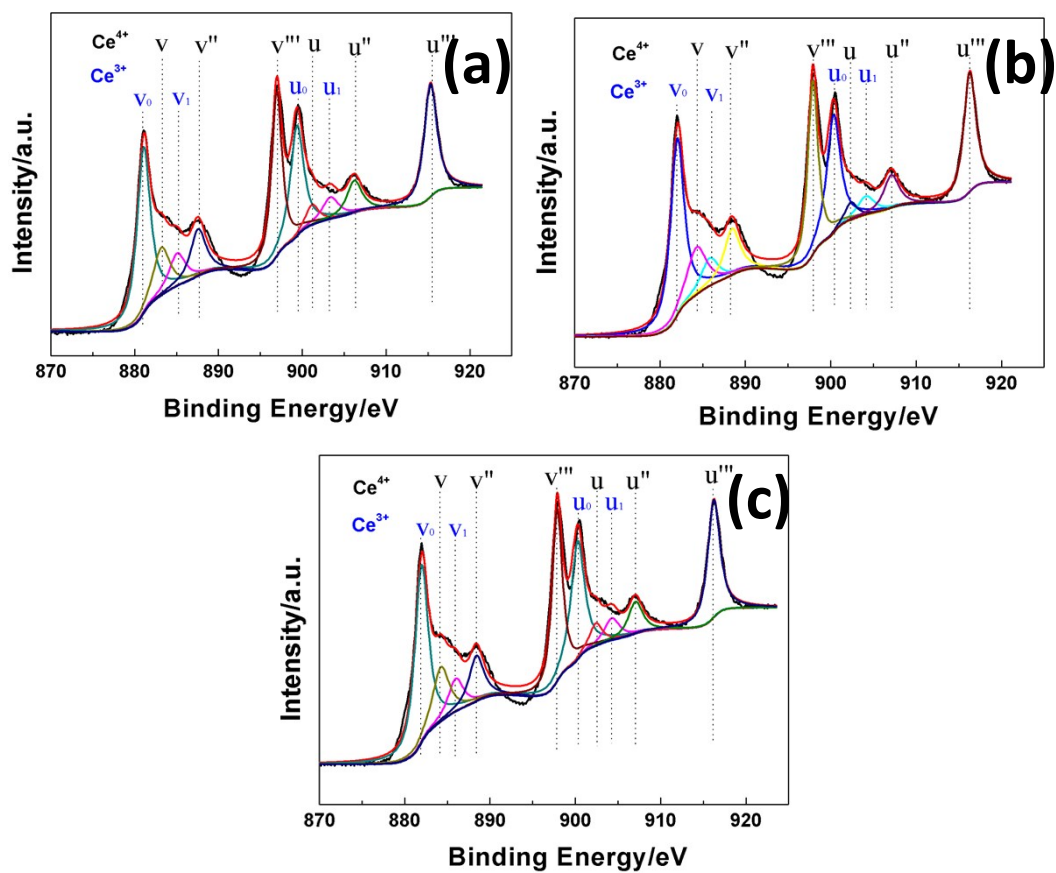 Ce4+ v v" v''' u u" u''' (a)
Ce3+ v0 v1 u0 u1
Intensity/a.u.
870 880 890 900 910 920
Binding Energy/eV
Ce4+ v v" v''' u u" u''' (b)
Ce3+ v0 v1 u0 u1
Intensity/a.u.
870 880 890 900 910 920
Binding Energy/eV
Ce4+ v v" v''' u u" u''' (c)
Ce3+ v0 v1 u0 u1
Intensity/a.u.
870 880 890 900 910 920
Binding Energy/eV